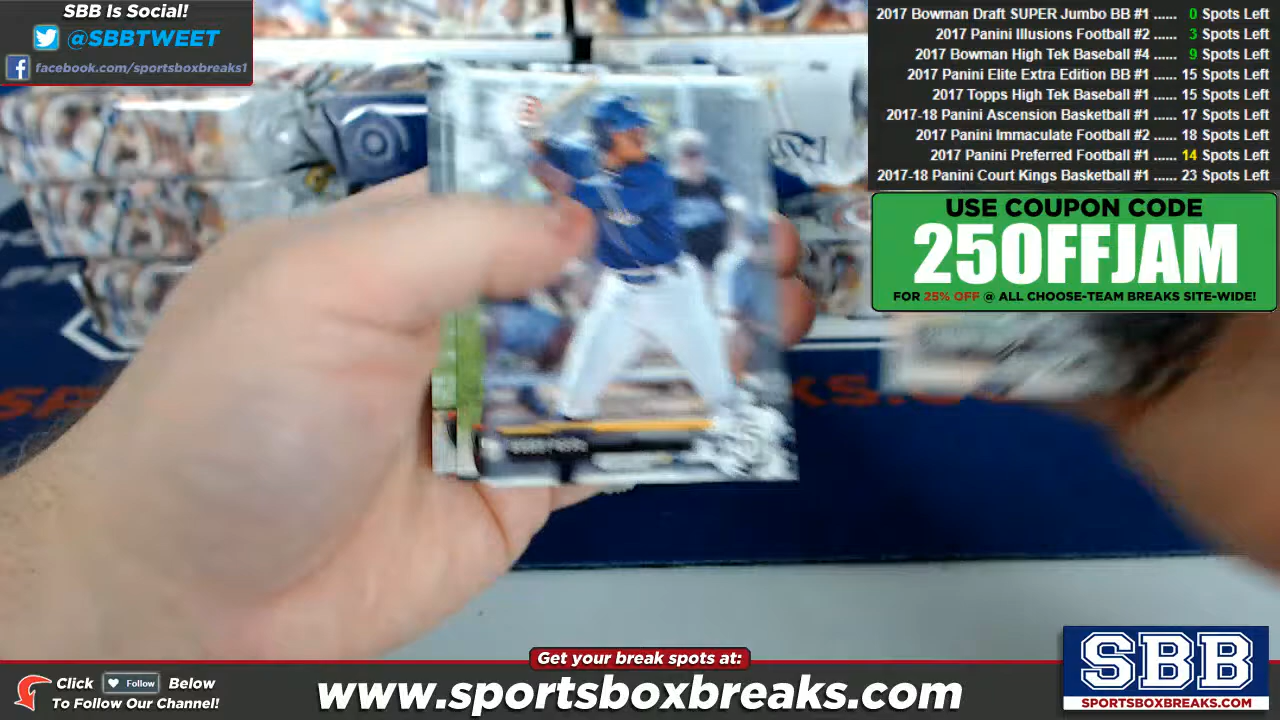 SBB Is Social!
@SBBTWEET
facebook.com/sportsboxbreaks1
2017 Bowman Draft SUPER Jumbo BB #1 ...... 0 Spots Left
2017 Panini Illusions Football #2 ...... 3 Spots Left
2017 Bowman High Tek Baseball #4 ...... 9 Spots Left
2017 Panini Elite Extra Edition BB #1 ...... 15 Spots Left
2017 Topps High Tek Baseball #1 ...... 15 Spots Left
2017-18 Panini Ascension Basketball #1 ...... 17 Spots Left
2017 Panini Immaculate Football #2 ...... 18 Spots Left
2017 Panini Preferred Football #1 ...... 14 Spots Left
2017-18 Panini Court Kings Basketball #1 ...... 23 Spots Left
USE COUPON CODE
25OFFJAM
FOR 25% OFF @ ALL CHOOSE-TEAM BREAKS SITE-WIDE!
Get your break spots at:
Click Follow Below
To Follow Our Channel!
www.sportsboxbreaks.com
SBB
SPORTSBOXBREAKS.COM